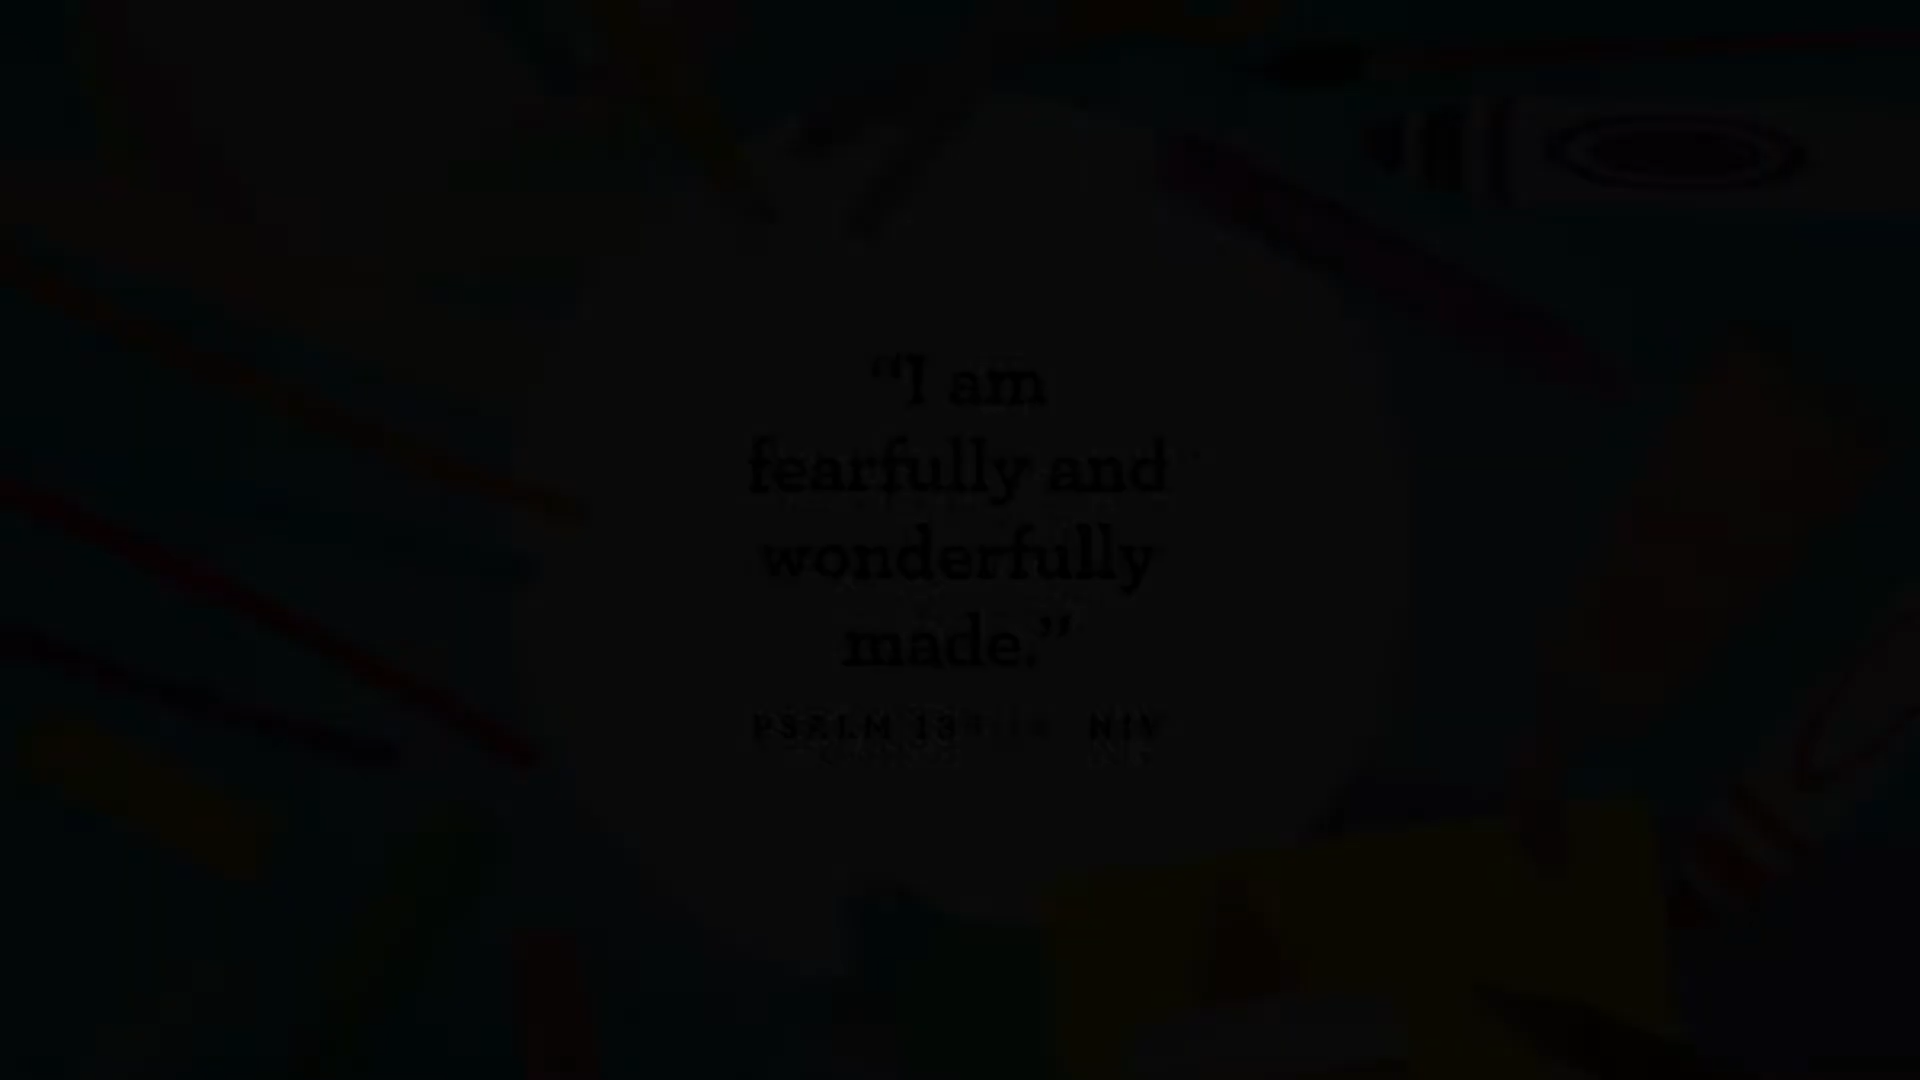 “I am
fearfully and
wonderfully
made.”
PSALM 13 NIV